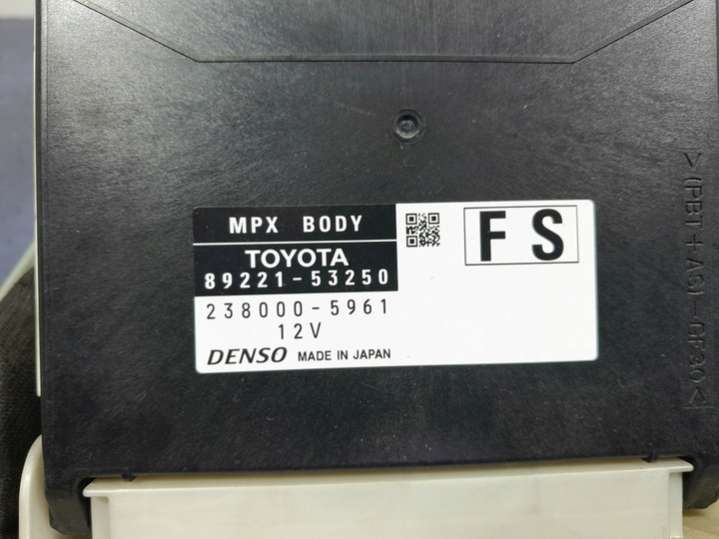 MPX BODY
TOYOTA
89221-53250
238000-5961
12V
DENSO MADE IN JAPAN
FS
>(PBT+AS)-GF30<